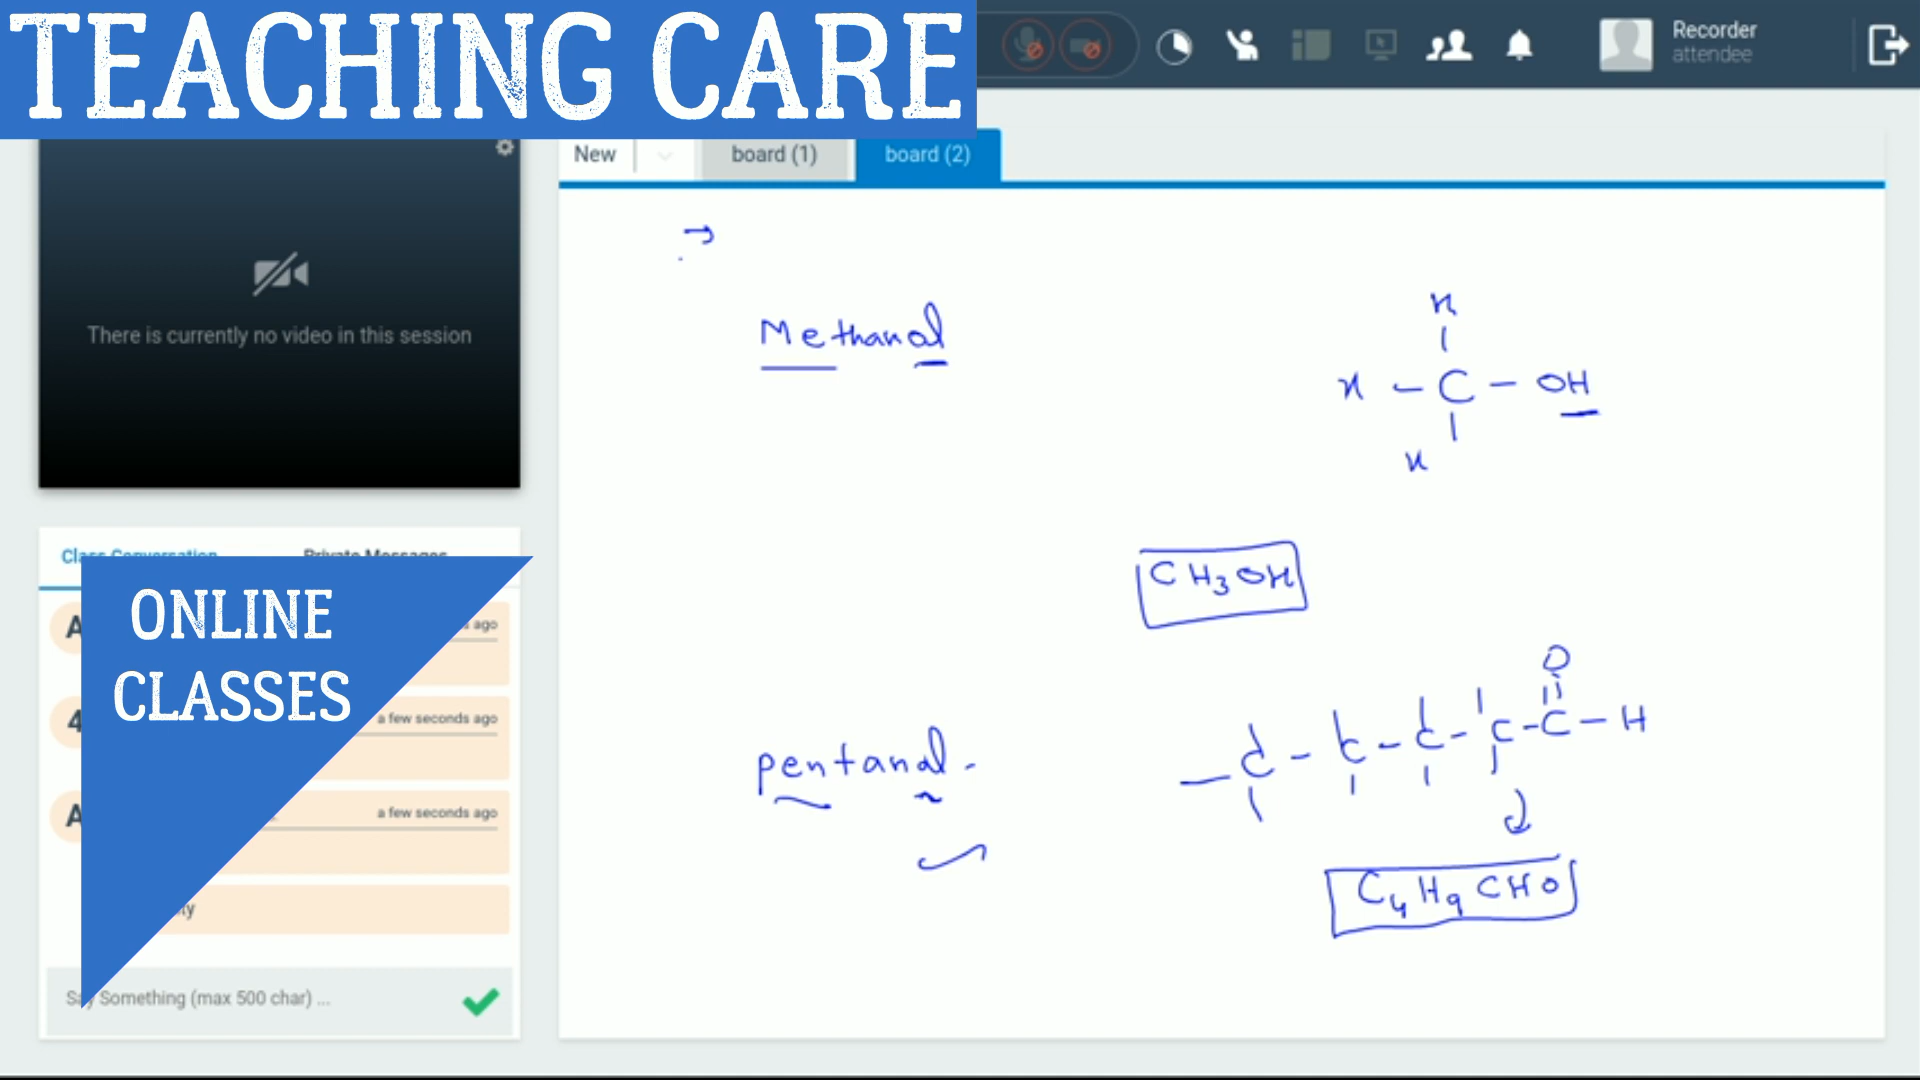 TEACHING CARE
Recorder
attendee
New
board (1)
board (2)
There is currently no video in this session
Methanol
H
H - C - OH
H
CH3OH
Class Conversation
Private Messages
ONLINE
CLASSES
A
ago
4
a few seconds ago
A
a few seconds ago
O
pentanal -
- C - C - C - C - C - H
C4H9CHO
Say Something (max 500 char) ...